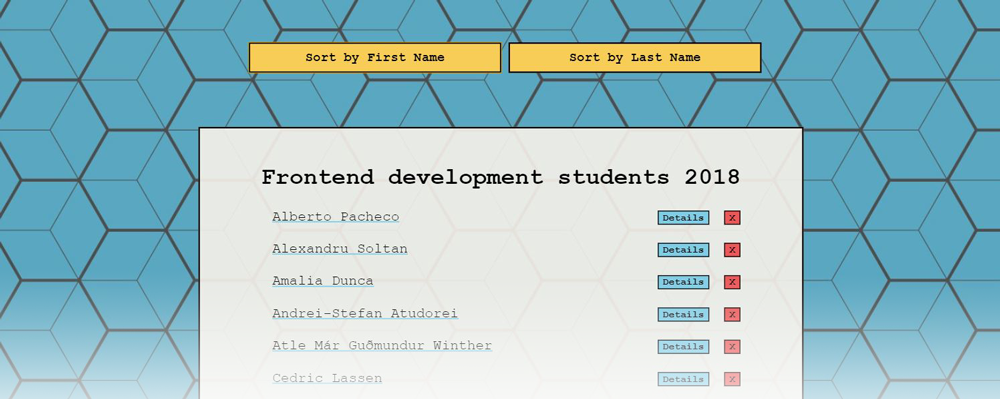 Sort by First Name Sort by Last Name
Frontend development students 2018
Alberto Pacheco Details X
Alexandru Soltan Details X
Amalia Dunca Details X
Andrei-Stefan Atudorei Details X
Atle Már Guðmundur Winther Details X
Cedric Lassen Details X